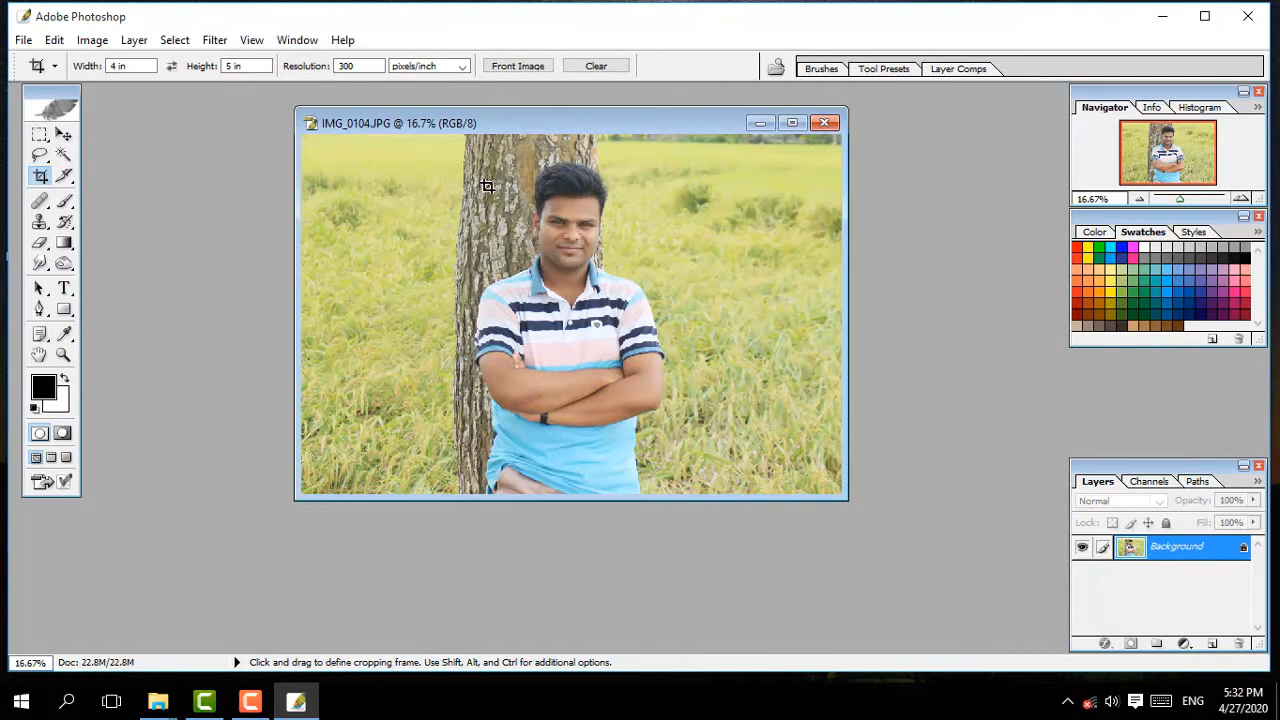 Adobe Photoshop
File Edit Image Layer Select Filter View Window Help
Width: 4 in Height: 5 in Resolution: 300 pixels/inch Front Image Clear Brushes Tool Presets Layer Comps
IMG_0104.JPG @ 16.7% (RGB/8)
Navigator Info Histogram
16.67%
Color Swatches Styles
Layers Channels Paths
Normal Opacity: 100%
Lock: Fill: 100%
Background
16.67% Doc: 22.8M/22.8M Click and drag to define cropping frame. Use Shift, Alt, and Ctrl for additional options.
ENG 5:32 PM
4/27/2020